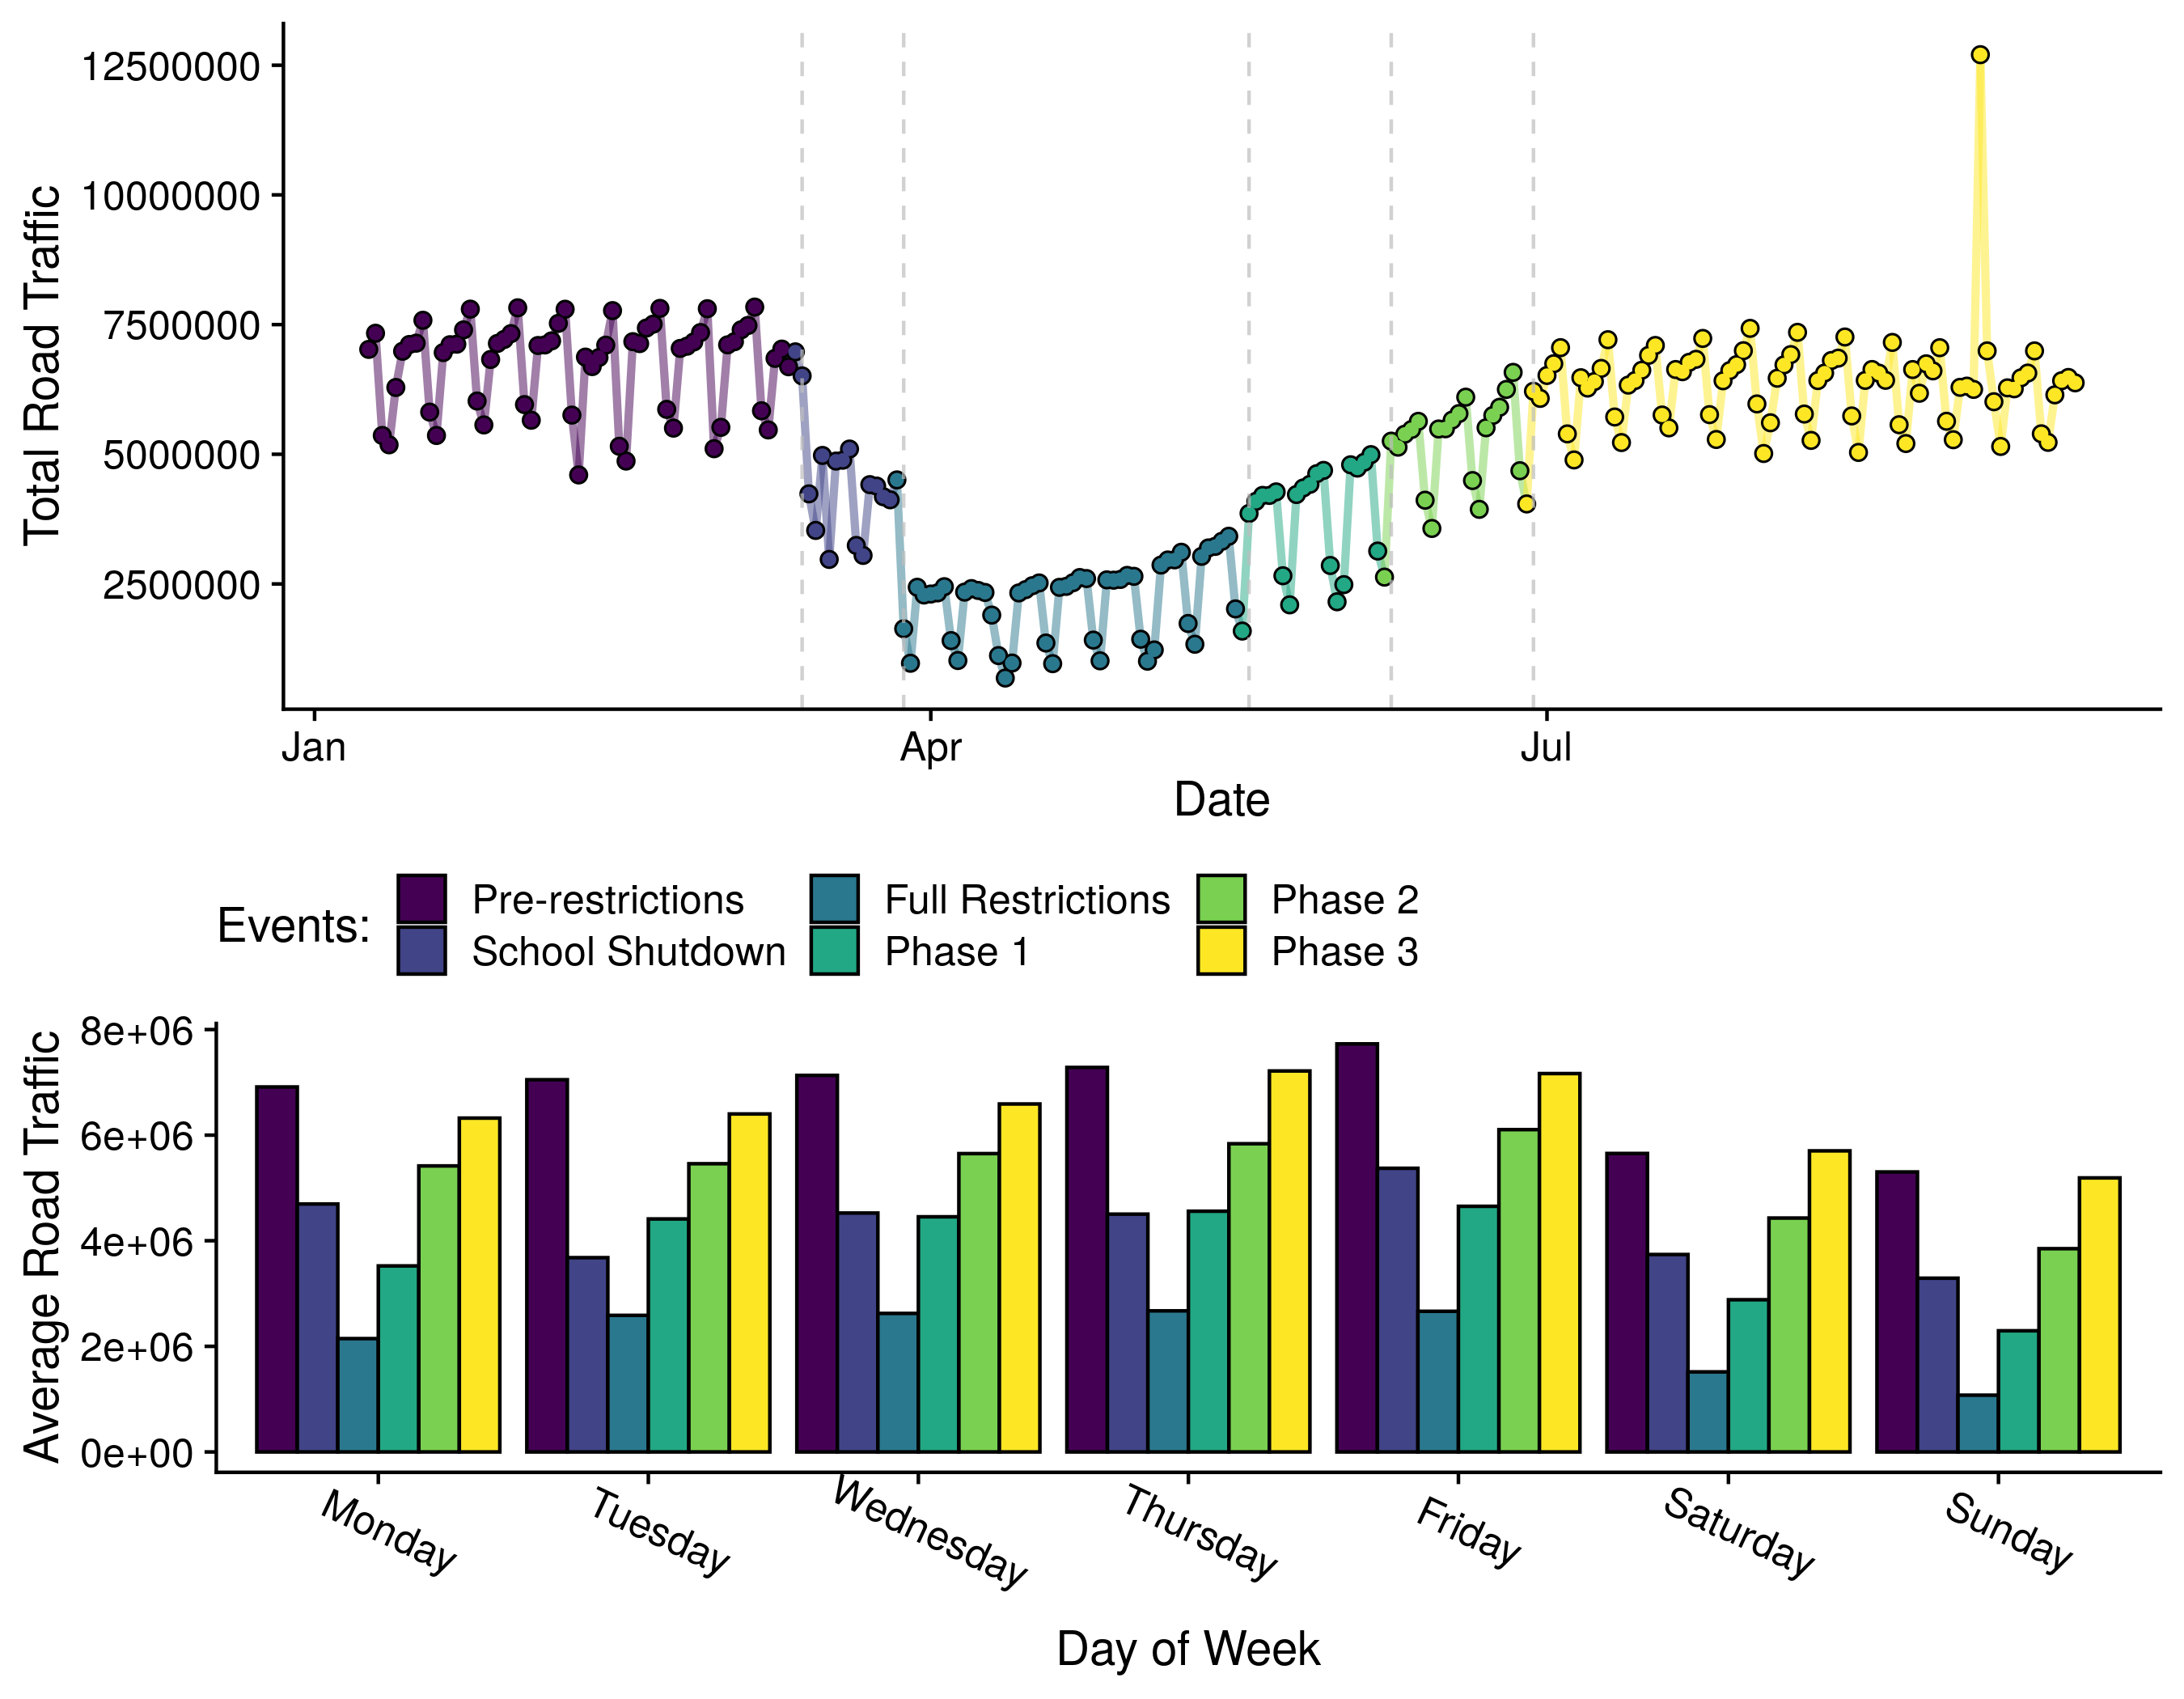 Total Road Traffic
12500000
10000000
7500000
5000000
2500000
Jan Apr Jul
Date
Events:
Pre-restrictions Full Restrictions Phase 2
School Shutdown Phase 1 Phase 3
Average Road Traffic
8e+06
6e+06
4e+06
2e+06
0e+00
Monday Tuesday Wednesday Thursday Friday Saturday Sunday
Day of Week